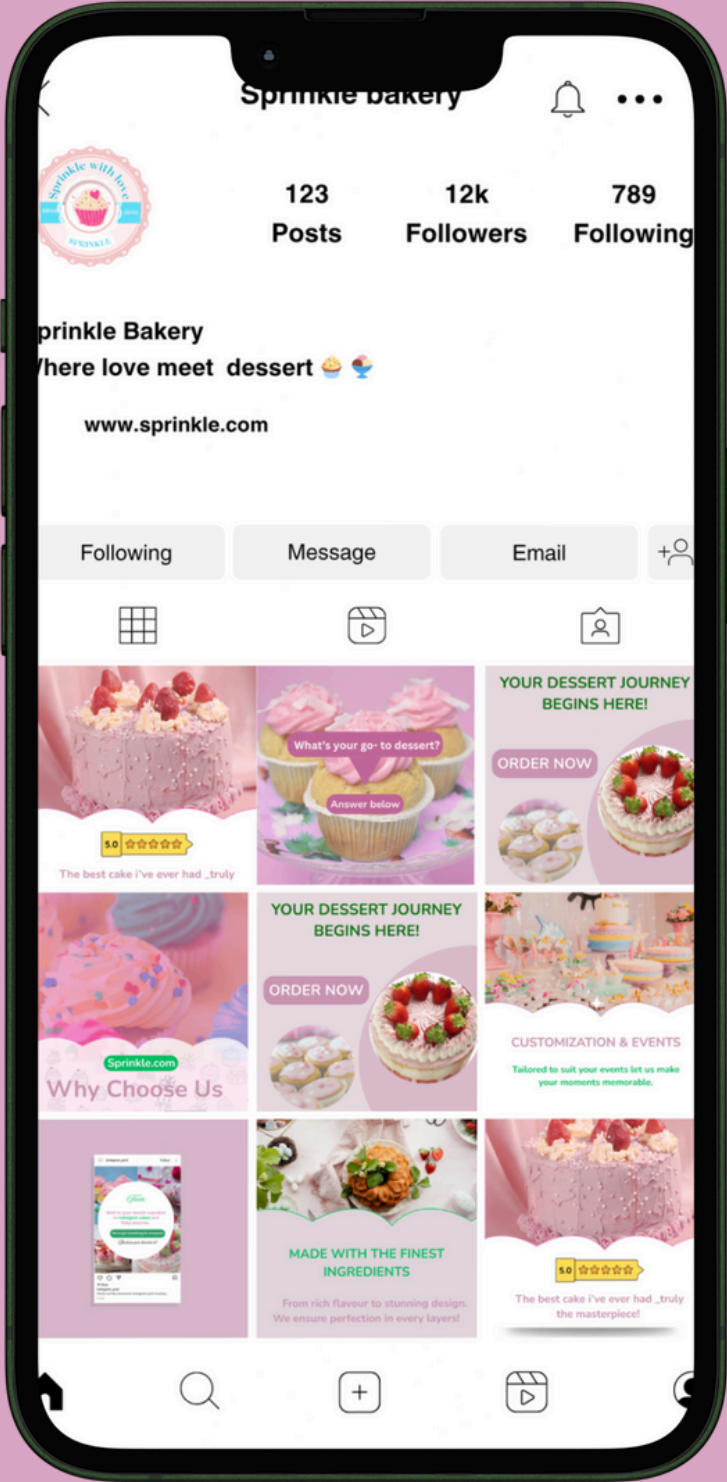 Sprinkle bakery
Sprinkle with love
SPRINKLE
123
12k
789
Posts
Followers
Following
prinkle Bakery
here love meet dessert 🧁 🍨
www.sprinkle.com
Following
Message
Email
5.0
The best cake i've ever had _truly
What's your go- to dessert?
Answer below
YOUR DESSERT JOURNEY
BEGINS HERE!
ORDER NOW
Sprinkle.com
Why Choose Us
YOUR DESSERT JOURNEY
BEGINS HERE!
ORDER NOW
CUSTOMIZATION & EVENTS
Tailored to suit your events let us make
your moments memorable.
MADE WITH THE FINEST
INGREDIENTS
From rich flavour to stunning design.
We ensure perfection in every layers!
5.0
The best cake i've ever had _truly
the masterpiece!